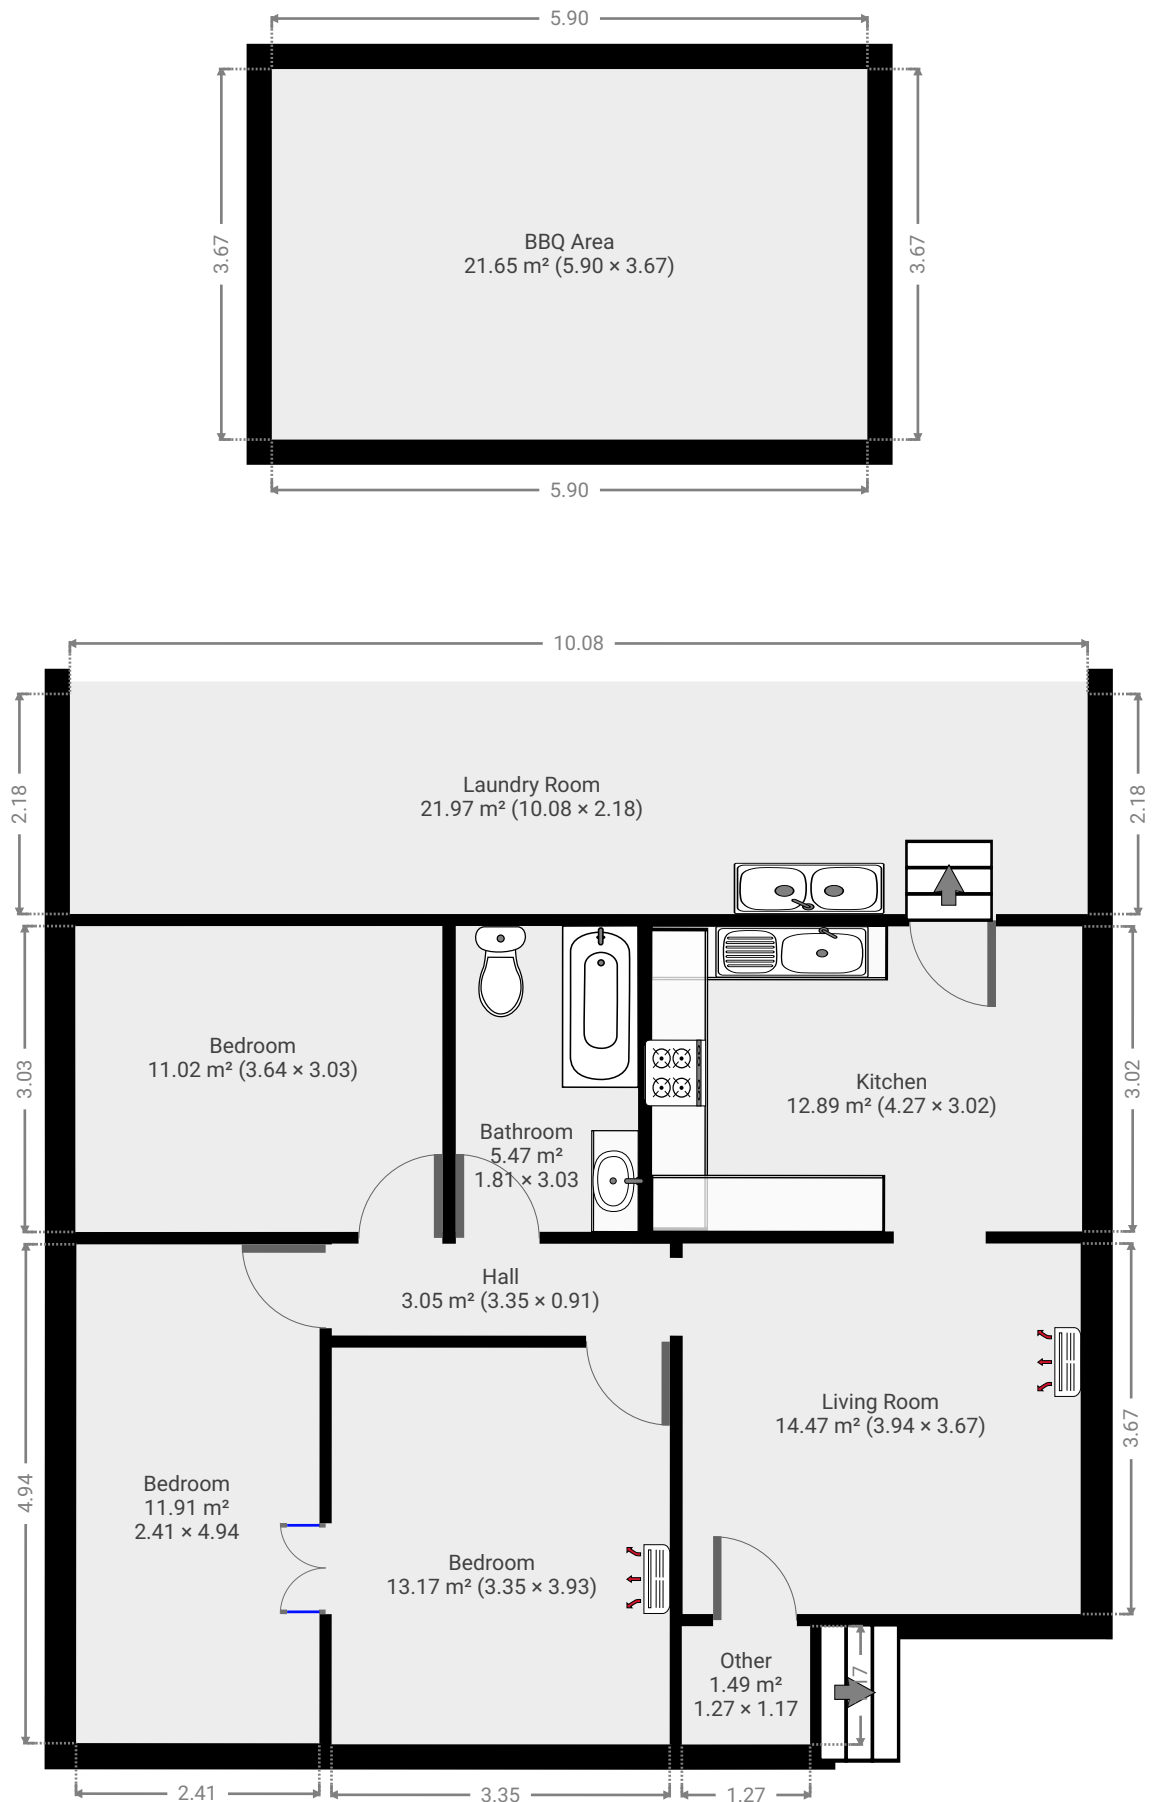 5.90
3.67
3.67
BBQ Area
21.65 m² (5.90 × 3.67)
5.90
10.08
2.18
2.18
Laundry Room
21.97 m² (10.08 × 2.18)
3.03
Bedroom
11.02 m² (3.64 × 3.03)
Bathroom
5.47 m²
1.81 × 3.03
Kitchen
12.89 m² (4.27 × 3.02)
3.02
Hall
3.05 m² (3.35 × 0.91)
Living Room
14.47 m² (3.94 × 3.67)
3.67
4.94
Bedroom
11.91 m²
2.41 × 4.94
Bedroom
13.17 m² (3.35 × 3.93)
Other
1.49 m²
1.27 × 1.17
2.41
3.35
1.27